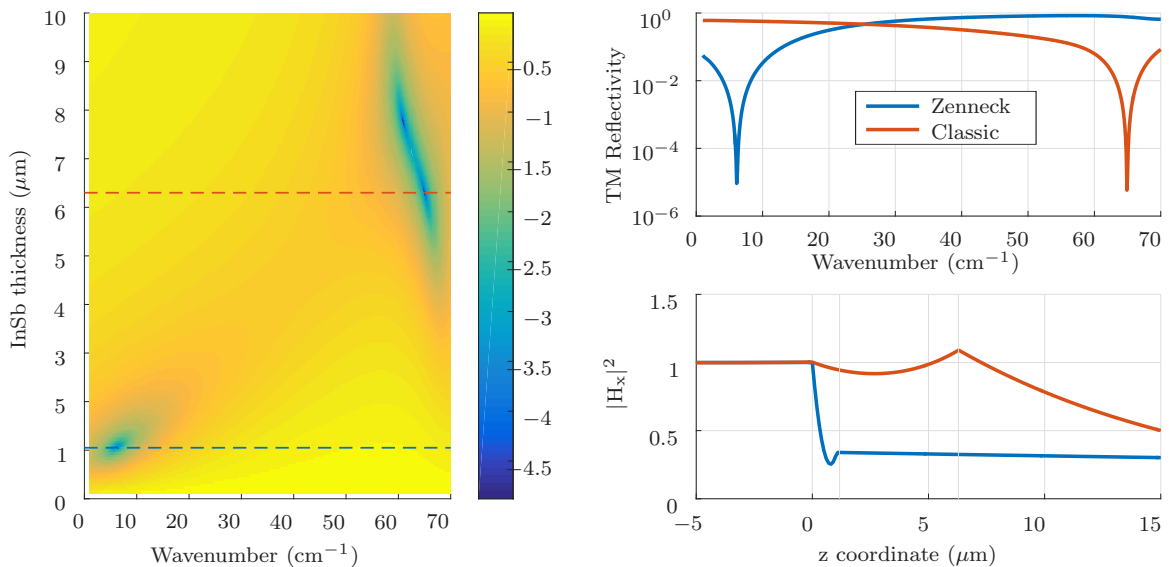 10
9
8
7
6
5
4
3
5
1
0
InSb thickness (μm)
0 10 20 30 40 50 60 70
Wavenumber (cm−1)
−0.5
−1
−1.5
−2
−2.5
−3
−3.5
−4
−4.5
10^0
10^−2
10^−4
10^−6
TM Reflectivity
Zenneck
Classic
0 10 20 30 40 50 60 70
Wavenumber (cm−1)
1.5
1
0.5
0
|Hx|2
−5 0 5 10 15
z coordinate (μm)